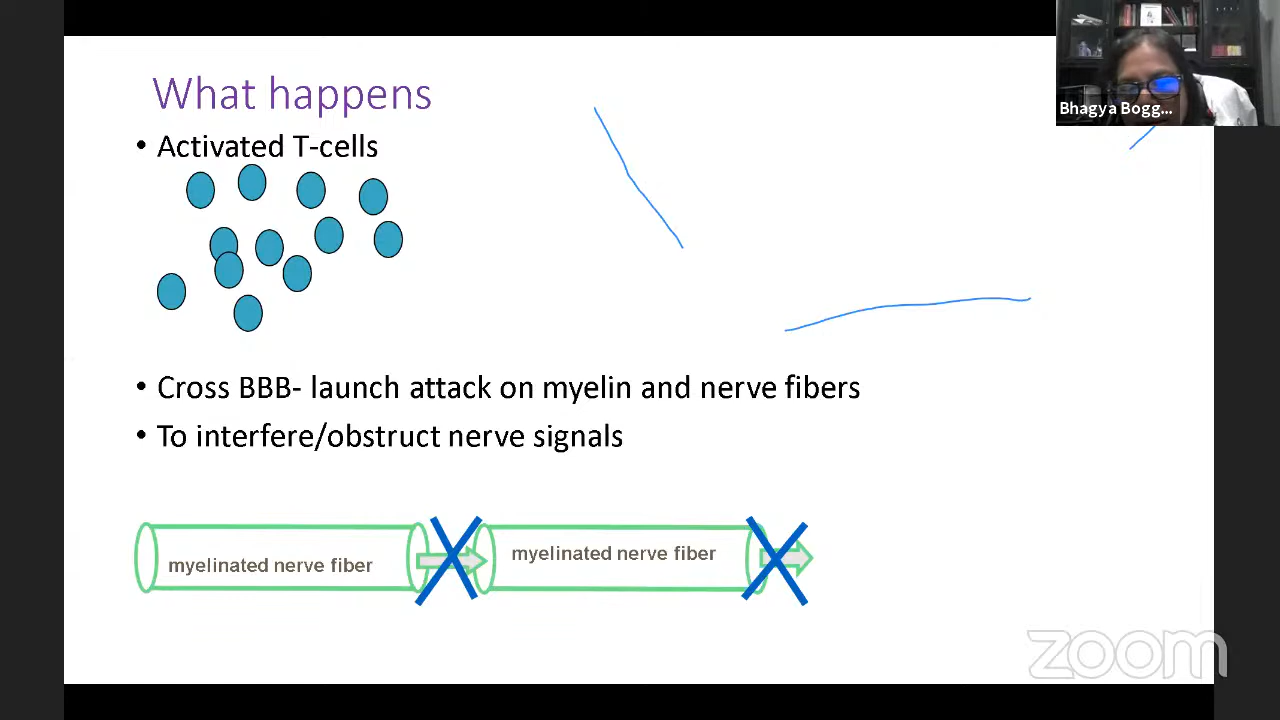 What happens
• Activated T-cells
Bhagya Bogg...
• Cross BBB- launch attack on myelin and nerve fibers
• To interfere/obstruct nerve signals
myelinated nerve fiber
myelinated nerve fiber
zoom